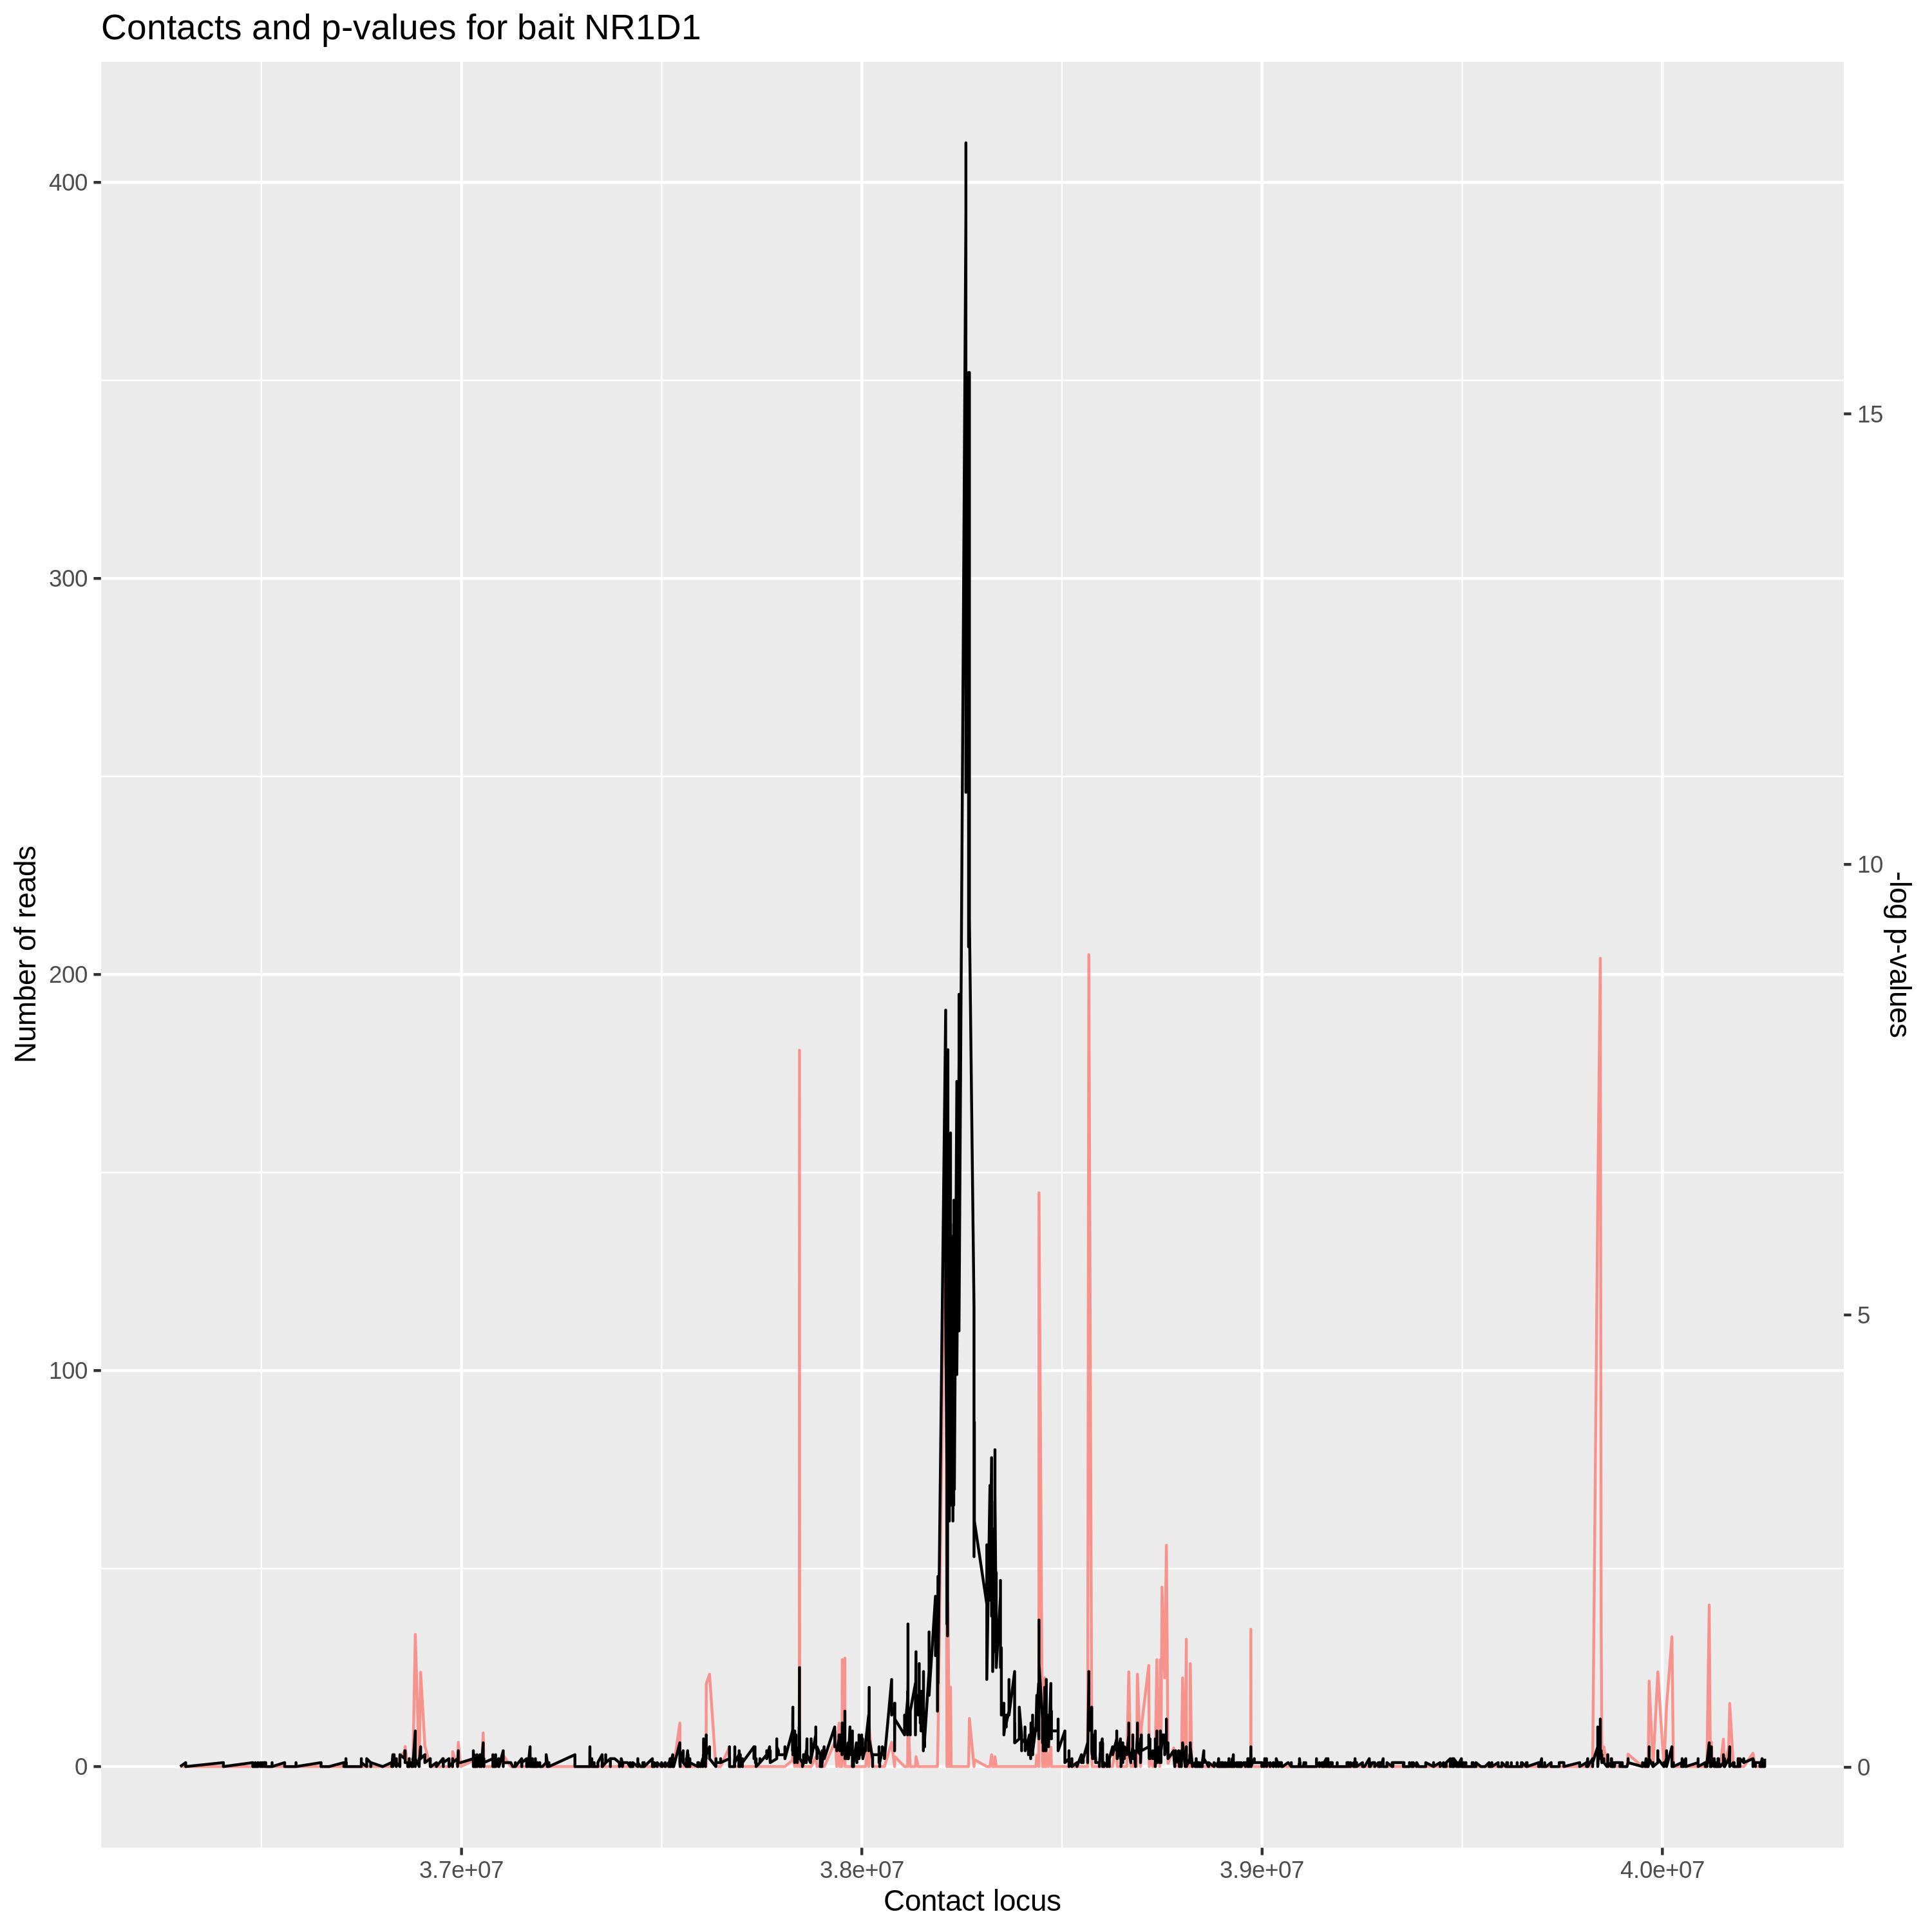 Contacts and p-values for bait NR1D1
400
300
200
100
0
Number of reads
15
10
5
0
-log p-values
3.7e+07
3.8e+07
3.9e+07
4.0e+07
Contact locus